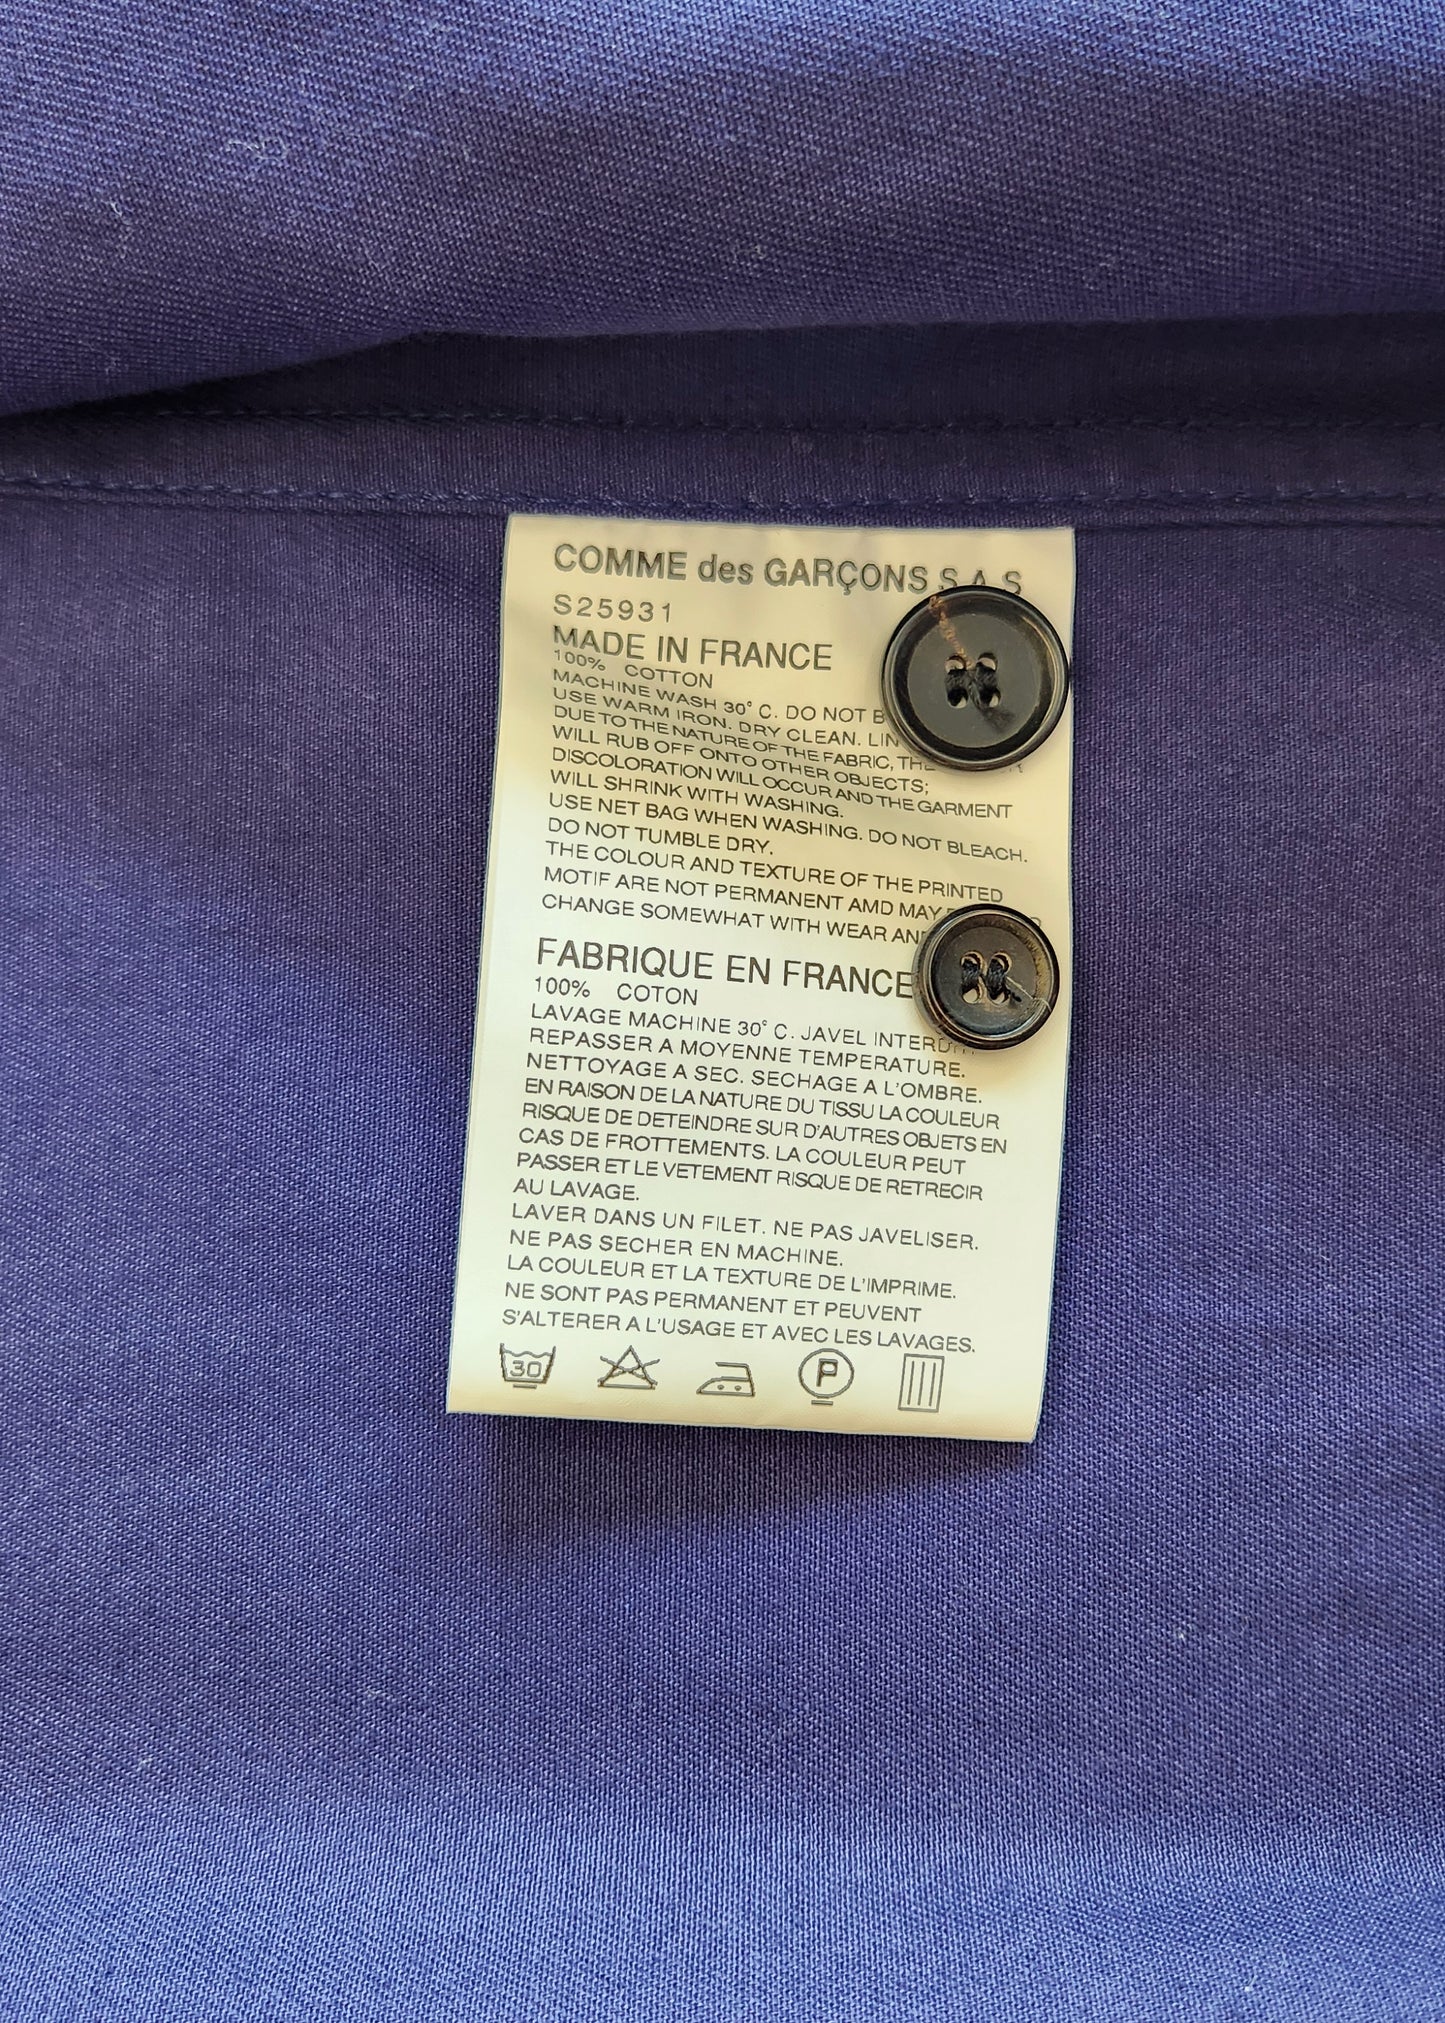 COMME des GARÇONS S.A.S
S25931
MADE IN FRANCE
100% COTTON
MACHINE WASH 30° C. DO NOT
USE WARM IRON. DRY CLEAN.
DUE TO THE NATURE OF THE FABRIC,
WILL RUB OFF ONTO OTHER OBJECTS;
DISCOLORATION WILL OCCUR AND THE GARMENT
WILL SHRINK WITH WASHING.
USE NET BAG WHEN WASHING. DO NOT BLEACH.
DO NOT TUMBLE DRY.
THE COLOUR AND TEXTURE OF THE PRINTED
MOTIF ARE NOT PERMANENT AMD MAY
CHANGE SOMEWHAT WITH WEAR
FABRIQUE EN FRANCE
100% COTON
LAVAGE MACHINE 30° C. JAVEL INTERDIT.
REPASSER A MOYENNE TEMPERATURE.
NETTOYAGE A SEC. SECHAGE A L'OMBRE.
EN RAISON DE LA NATURE DU TISSU LA COULEUR
RISQUE DE DETEINDRE SUR D'AUTRES OBJETS EN
CAS DE FROTTEMENTS. LA COULEUR PEUT
PASSER ET LE VETEMENT RISQUE DE RETRECIR
AU LAVAGE.
LAVER DANS UN FILET. NE PAS JAVELISER.
NE PAS SECHER EN MACHINE.
LA COULEUR ET LA TEXTURE DE L'IMPRIME.
NE SONT PAS PERMANENT ET PEUVENT
S'ALTERER A L'USAGE ET AVEC LES LAVAGES.
30 P